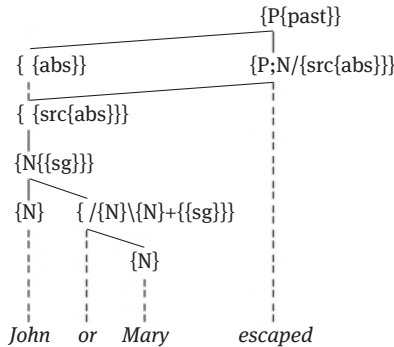 {P{past}}
{ {abs}} {P;N/{src{abs}}}
{ {src{abs}}}
{N{{sg}}}
{N} { /{N}\{N}+{{sg}}}
{N}
John or Mary escaped